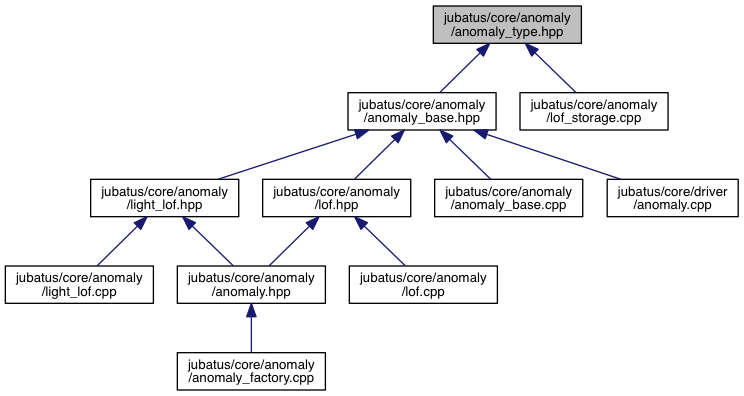 jubatus/core/anomaly
/anomaly_type.hpp
jubatus/core/anomaly
/anomaly_base.hpp
jubatus/core/anomaly
/lof_storage.cpp
jubatus/core/anomaly
/light_lof.hpp
jubatus/core/anomaly
/lof.hpp
jubatus/core/anomaly
/anomaly_base.cpp
jubatus/core/driver
/anomaly.cpp
jubatus/core/anomaly
/light_lof.cpp
jubatus/core/anomaly
/anomaly.hpp
jubatus/core/anomaly
/lof.cpp
jubatus/core/anomaly
/anomaly_factory.cpp